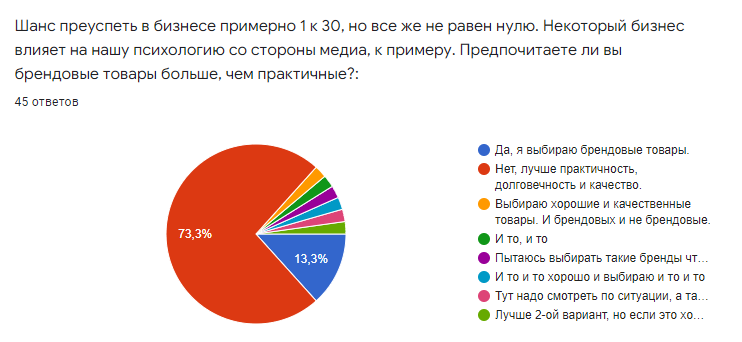 Шанс преуспеть в бизнесе примерно 1 к 30, но все же не равен нулю. Некоторый бизнес
влияет на нашу психологию со стороны медиа, к примеру. Предпочитаете ли вы
брендовые товары больше, чем практичные?:
45 ответов
73,3%
13,3%
Да, я выбираю брендовые товары.
Нет, лучше практичность,
долговечность и качество.
Выбираю хорошие и качественные
товары. И брендовых и не брендовые.
И то, и то
Пытаюсь выбирать такие бренды чт…
И то и то хорошо и выбираю и то и то
Тут надо смотреть по ситуации, а та…
Лучше 2-ой вариант, но если это хо…